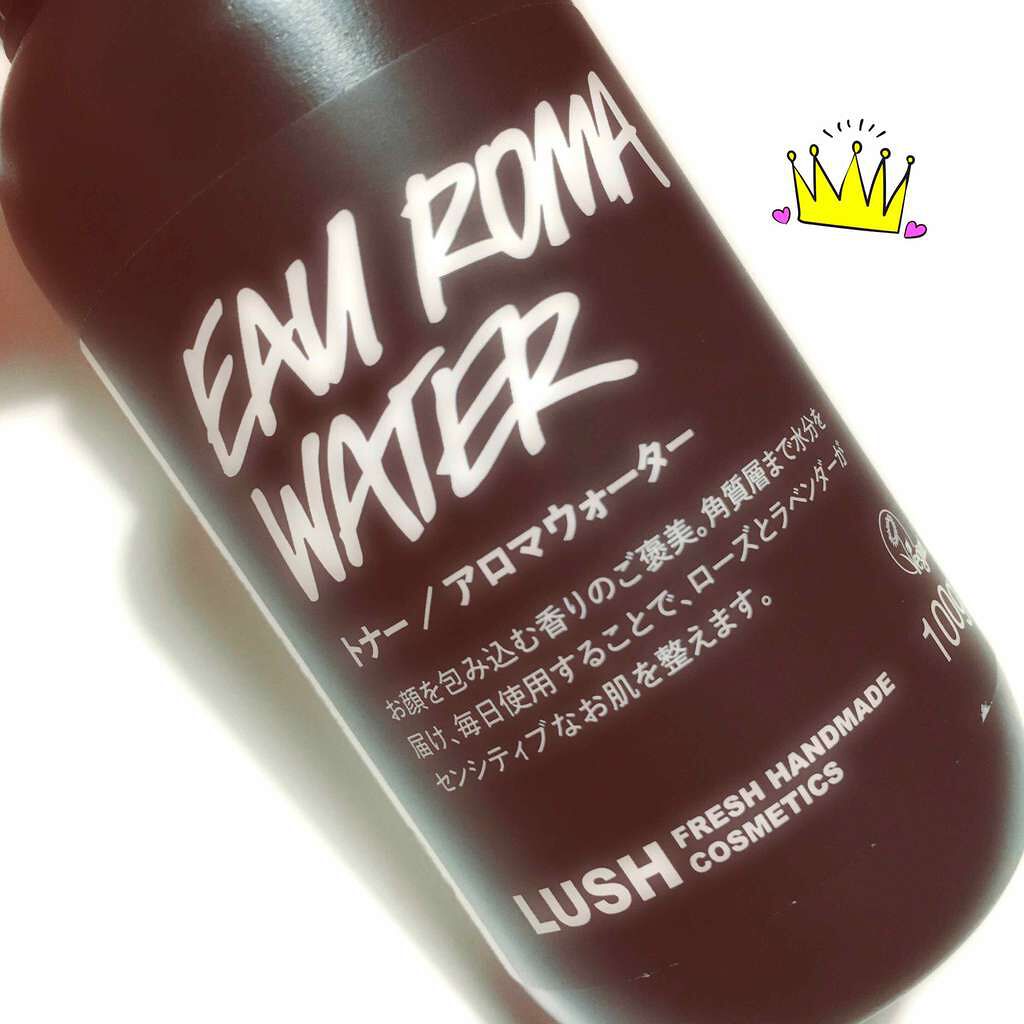 EAU ROMA
WATER
トナー / アロマウォーター
お顔を包み込む香りのご褒美。角質層まで水分を
届け、毎日使用することで、ローズとラベンダーが
センシティブなお肌を整えます。
100g
LUSH FRESH HANDMADE
COSMETICS